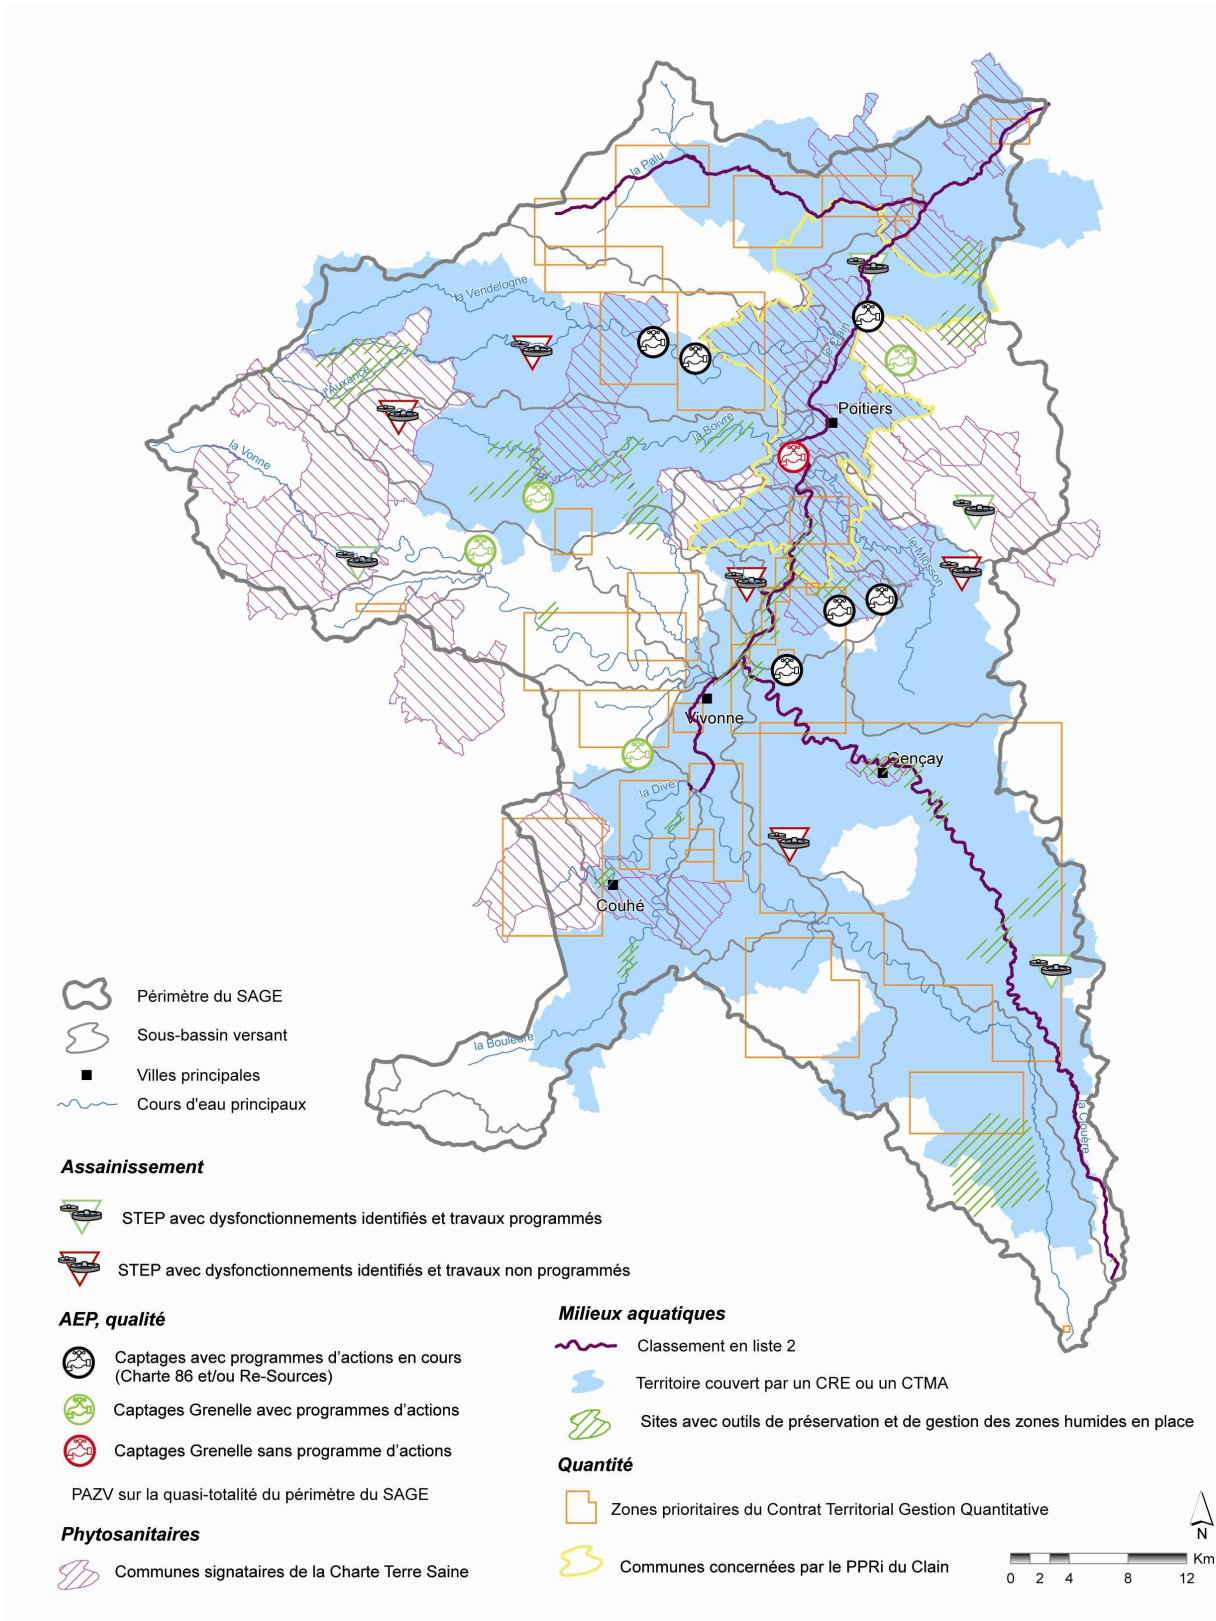 la Palu
la Vendelogne
le Clain
l'Auxance
Poitiers
la Boivre
la Vonne
le Miosson
Vivonne
Gençay
la Dive
Couhé
la Bouleure
la Clouère
Périmètre du SAGE
Sous-bassin versant
Villes principales
Cours d'eau principaux
Assainissement
STEP avec dysfonctionnements identifiés et travaux programmés
STEP avec dysfonctionnements identifiés et travaux non programmés
AEP, qualité
Captages avec programmes d'actions en cours
(Charte 86 et/ou Re-Sources)
Captages Grenelle avec programmes d'actions
Captages Grenelle sans programme d'actions
PAZV sur la quasi-totalité du périmètre du SAGE
Phytosanitaires
Communes signataires de la Charte Terre Saine
Milieux aquatiques
Classement en liste 2
Territoire couvert par un CRE ou un CTMA
Sites avec outils de préservation et de gestion des zones humides en place
Quantité
Zones prioritaires du Contrat Territorial Gestion Quantitative
Communes concernées par le PPRi du Clain
N
Km
0 2 4 8 12